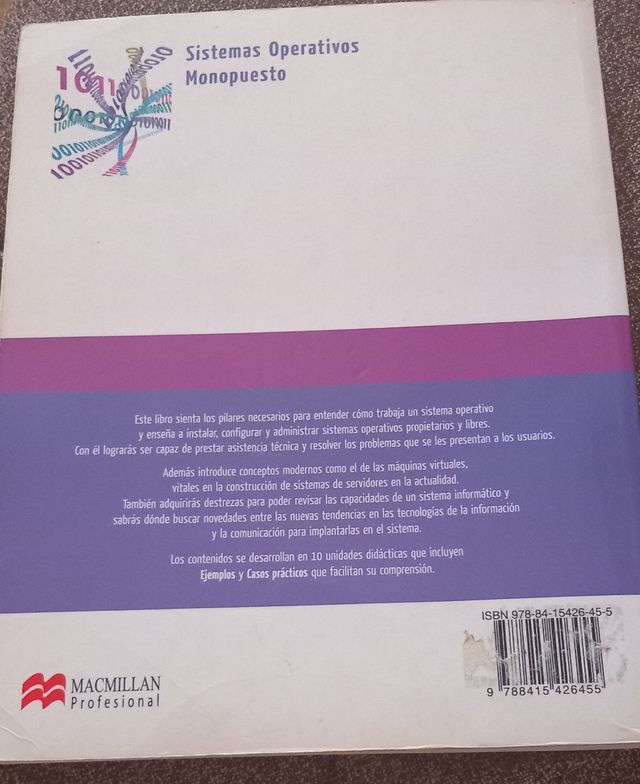 Sistemas Operativos
Monopuesto
Este libro sienta los pilares necesarios para entender cómo trabaja un sistema operativo
y enseña a instalar, configurar y administrar sistemas operativos propietarios y libres.
Con él lograrás ser capaz de prestar asistencia técnica y resolver los problemas que se les presentan a los usuarios.
Además introduce conceptos modernos como el de las máquinas virtuales,
vitales en la construcción de sistemas de servidores en la actualidad.
También adquirirás destrezas para poder revisar las capacidades de un sistema informático y
sabrás dónde buscar novedades entre las nuevas tendencias en las tecnologías de la información
y la comunicación para implantarlas en el sistema.
Los contenidos se desarrollan en 10 unidades didácticas que incluyen
Ejemplos y Casos prácticos que facilitan su comprensión.
ISBN 978-84-15426-45-5
9 788415 426455
MACMILLAN
Profesional